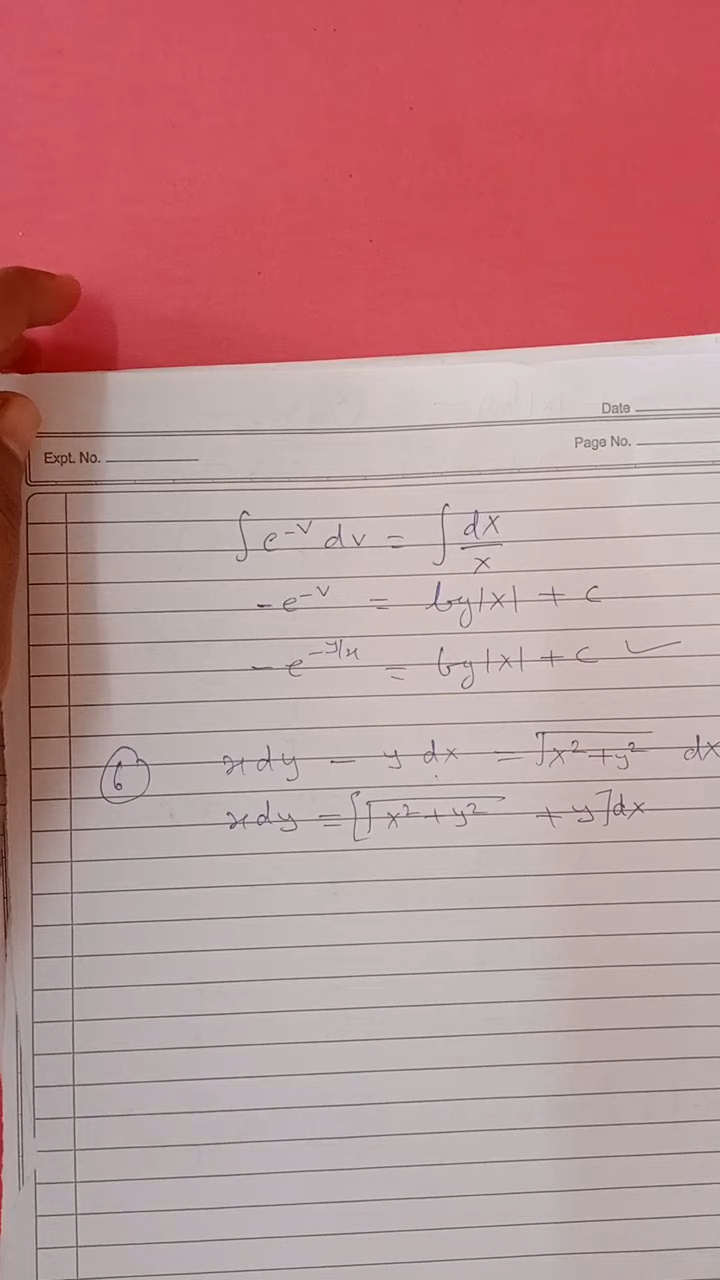 Date
Page No.
Expt. No.
∫ e^-v dv = ∫ dx/x
-e^-v = log|x| + c
-e^-y/x = log|x| + c ✓
6 xdy - y dx = √x²+y² dx
xdy = [√x²+y² + y]dx